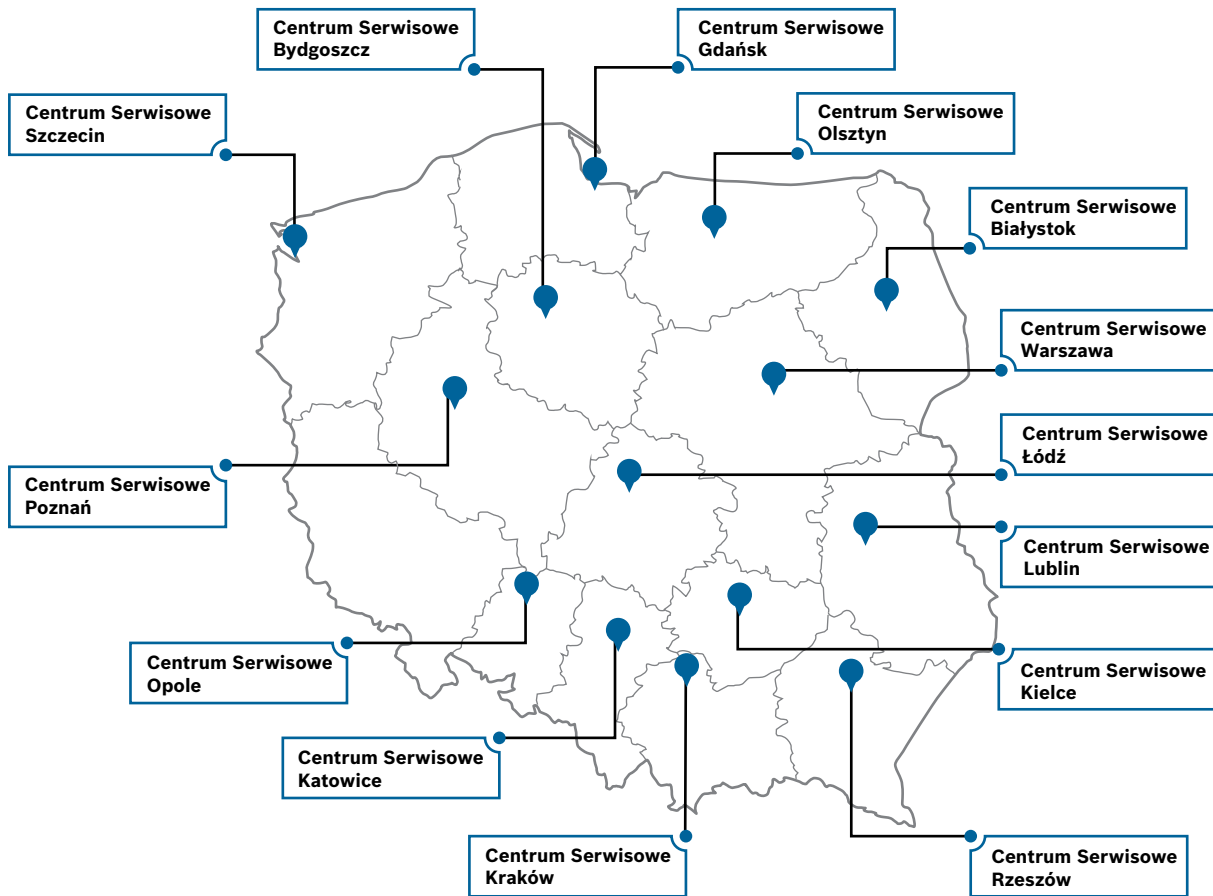 Centrum Serwisowe
Bydgoszcz
Centrum Serwisowe
Gdańsk
Centrum Serwisowe
Szczecin
Centrum Serwisowe
Olsztyn
Centrum Serwisowe
Białystok
Centrum Serwisowe
Warszawa
Centrum Serwisowe
Łódź
Centrum Serwisowe
Poznań
Centrum Serwisowe
Lublin
Centrum Serwisowe
Opole
Centrum Serwisowe
Kielce
Centrum Serwisowe
Katowice
Centrum Serwisowe
Kraków
Centrum Serwisowe
Rzeszów